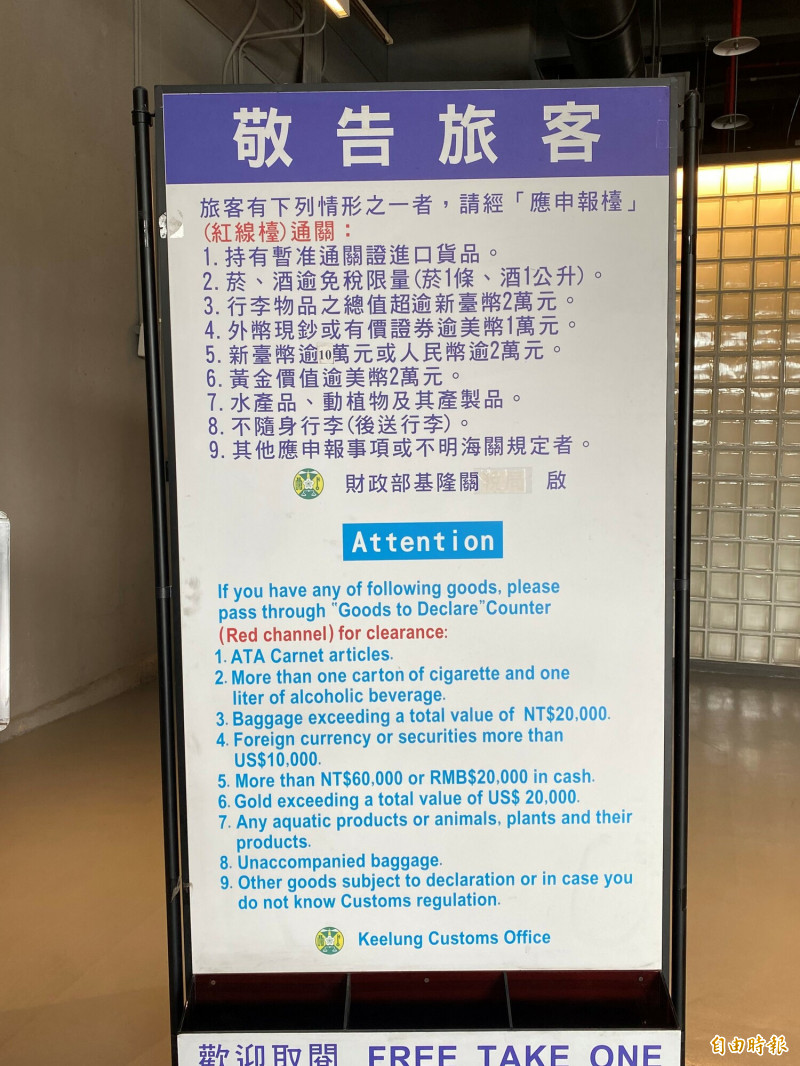 敬告旅客
旅客有下列情形之一者，請經「應申報檯」
(紅線檯)通關：
1. 持有暫准通關證進口貨品。
2. 菸、酒逾免稅限量(菸1條、酒1公升)。
3. 行李物品之總值超逾新臺幣2萬元。
4. 外幣現鈔或有價證券逾美幣1萬元。
5. 新臺幣逾10萬元或人民幣逾2萬元。
6. 黃金價值逾美幣2萬元。
7. 水產品、動植物及其產製品。
8. 不隨身行李(後送行李)。
9. 其他應申報事項或不明海關規定者。
財政部基隆關 啟
Attention
If you have any of following goods, please
pass through "Goods to Declare"Counter
(Red channel) for clearance:
1. ATA Carnet articles.
2. More than one carton of cigarette and one
liter of alcoholic beverage.
3. Baggage exceeding a total value of NT$20,000.
4. Foreign currency or securities more than
US$10,000.
5. More than NT$60,000 or RMB$20,000 in cash.
6. Gold exceeding a total value of US$ 20,000.
7. Any aquatic products or animals, plants and their
products.
8. Unaccompanied baggage.
9. Other goods subject to declaration or in case you
do not know Customs regulation.
Keelung Customs Office
歡迎取閱 FREE TAKE ONE
自由時報